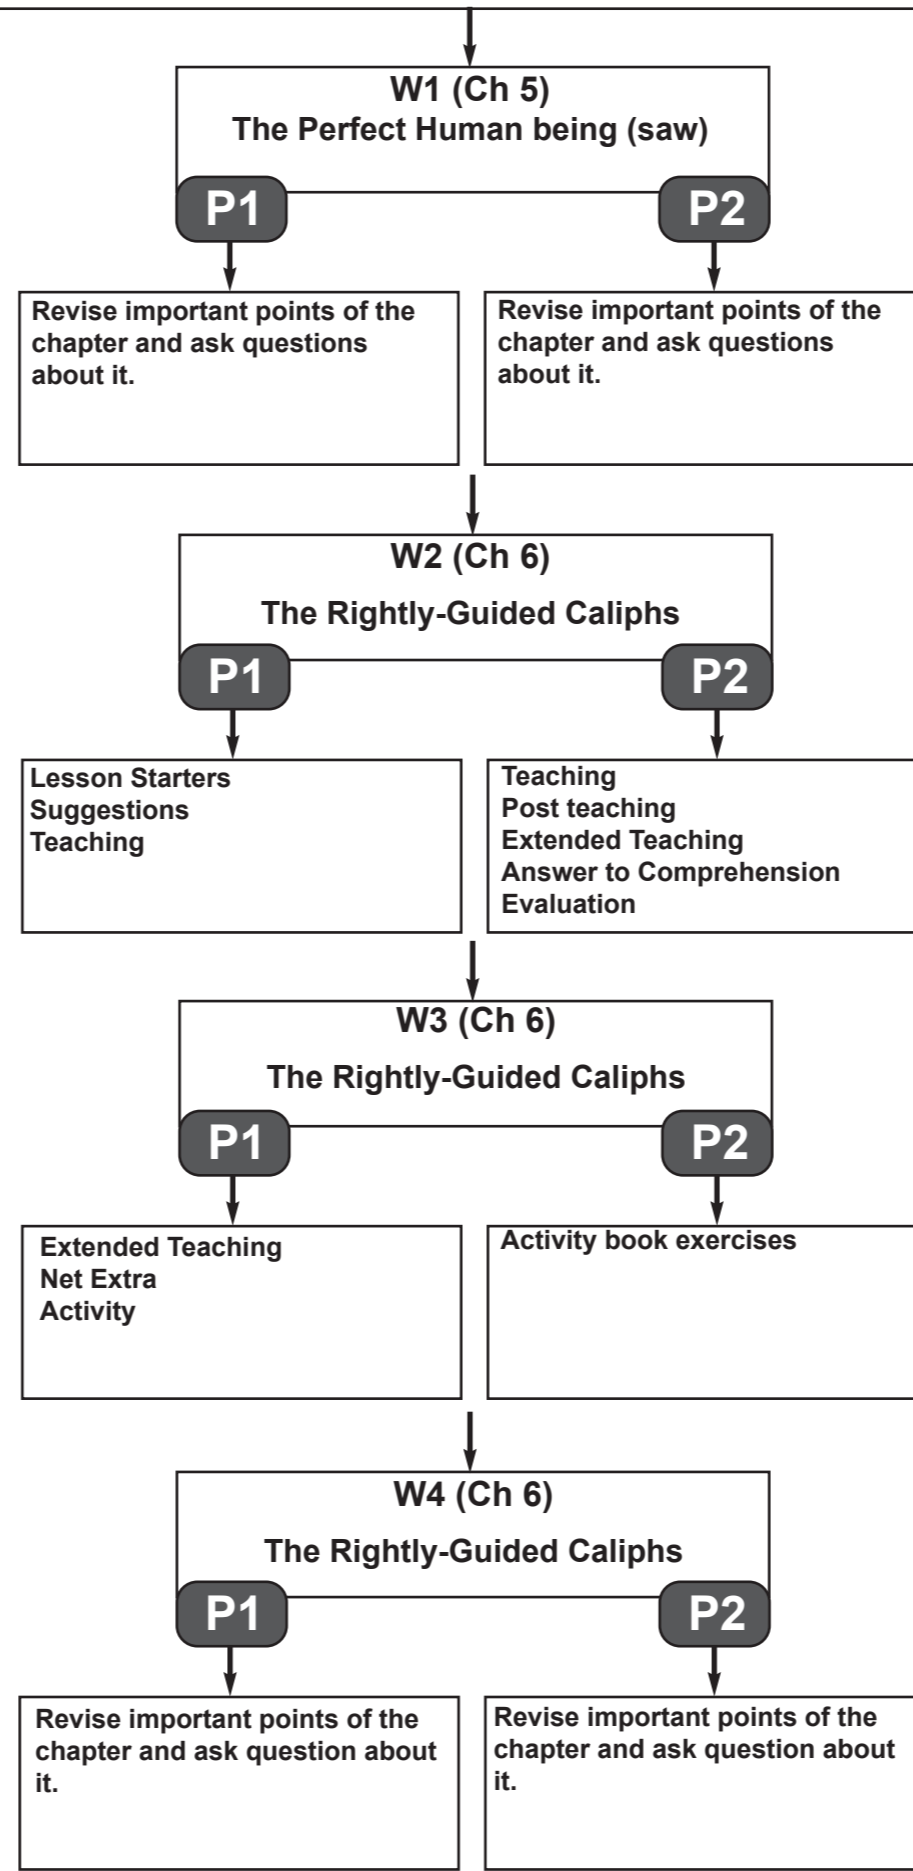 W1 (Ch 5)
The Perfect Human being (saw)
P1
P2
Revise important points of the
chapter and ask questions
about it.
Revise important points of the
chapter and ask questions
about it.
W2 (Ch 6)
The Rightly-Guided Caliphs
P1
P2
Lesson Starters
Suggestions
Teaching
Teaching
Post teaching
Extended Teaching
Answer to Comprehension
Evaluation
W3 (Ch 6)
The Rightly-Guided Caliphs
P1
P2
Extended Teaching
Net Extra
Activity
Activity book exercises
W4 (Ch 6)
The Rightly-Guided Caliphs
P1
P2
Revise important points of the
chapter and ask question about
it.
Revise important points of the
chapter and ask question about
it.